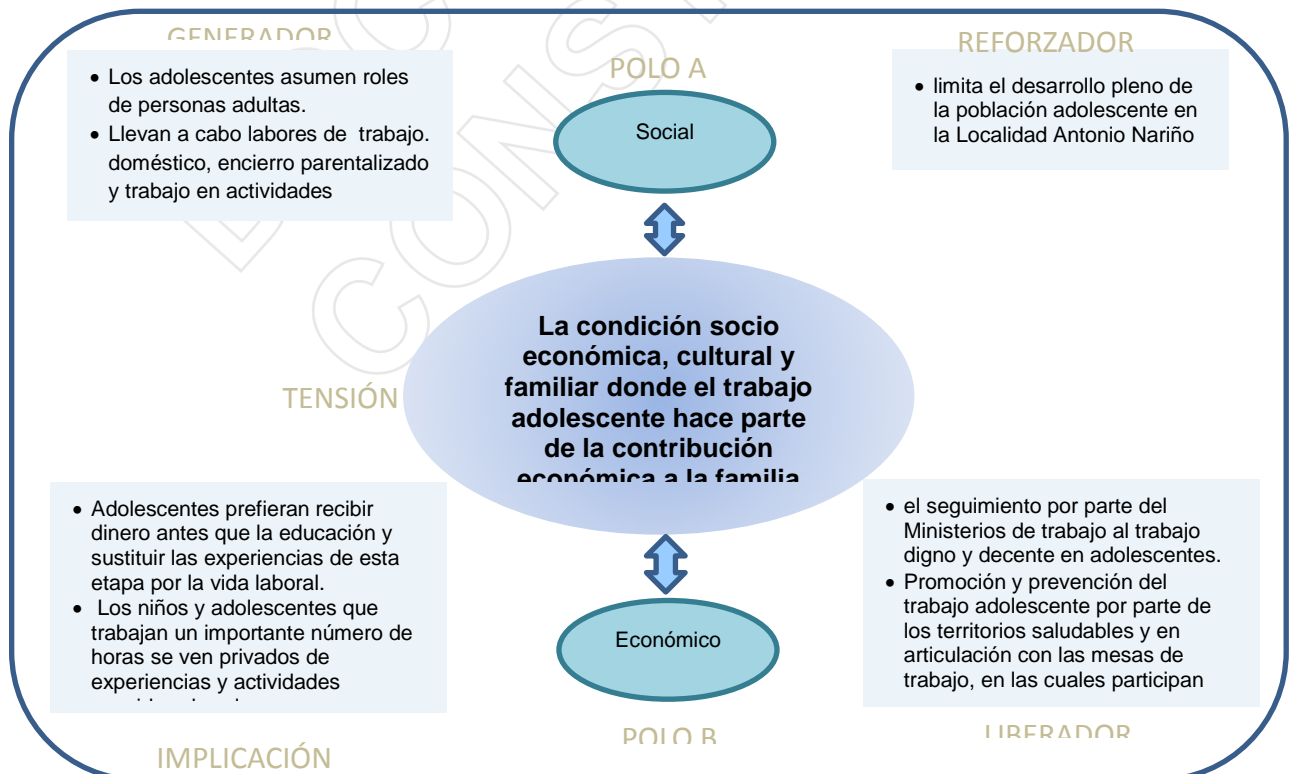 GENERADOR
• Los adolescentes asumen roles
de personas adultas.
• Llevan a cabo labores de trabajo.
doméstico, encierro parentalizado
y trabajo en actividades
POLO A
Social
REFORZADOR
• limita el desarrollo pleno de
la población adolescente en
la Localidad Antonio Nariño
TENSIÓN
La condición socio
económica, cultural y
familiar donde el trabajo
adolescente hace parte
de la contribución
económica a la familia
• Adolescentes prefieran recibir
dinero antes que la educación y
sustituir las experiencias de esta
etapa por la vida laboral.
• Los niños y adolescentes que
trabajan un importante número de
horas se ven privados de
experiencias y actividades
IMPLICACIÓN
Económico
POLO B
• el seguimiento por parte del
Ministerios de trabajo al trabajo
digno y decente en adolescentes.
• Promoción y prevención del
trabajo adolescente por parte de
los territorios saludables y en
articulación con las mesas de
trabajo, en las cuales participan
LIBERADOR